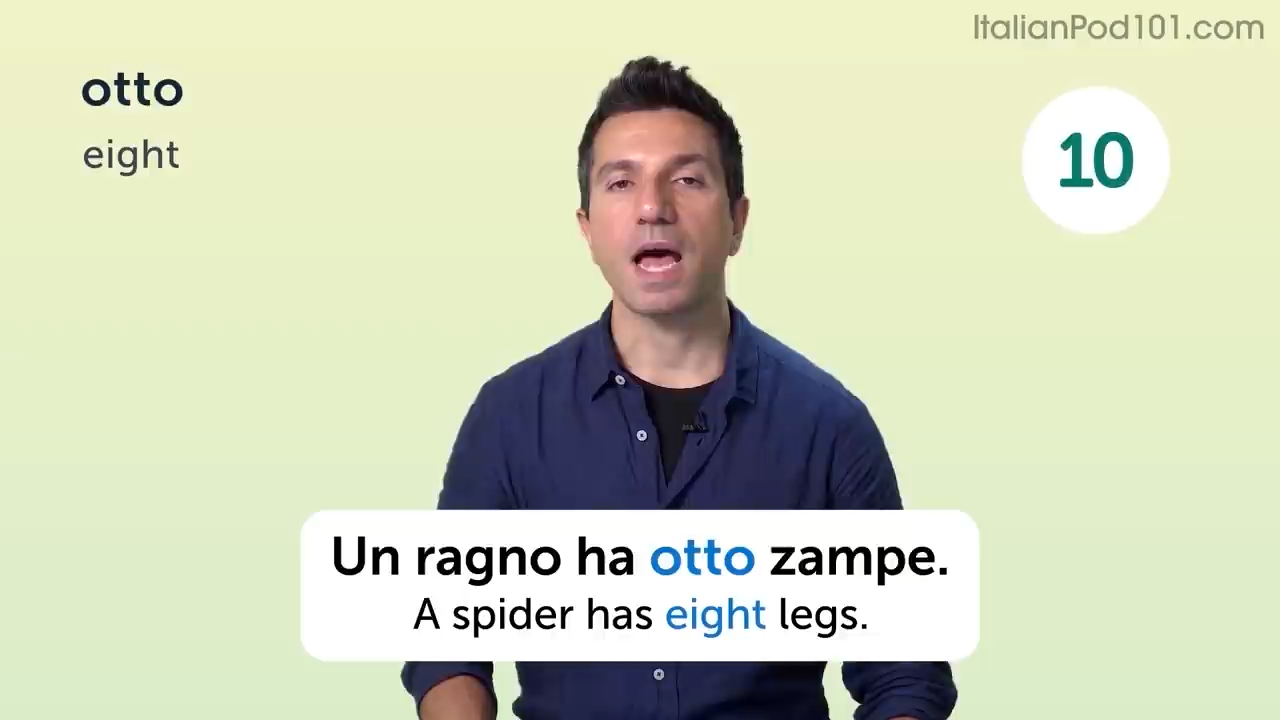 ItalianPod101.com
otto
eight
10
Un ragno ha otto zampe.
A spider has eight legs.